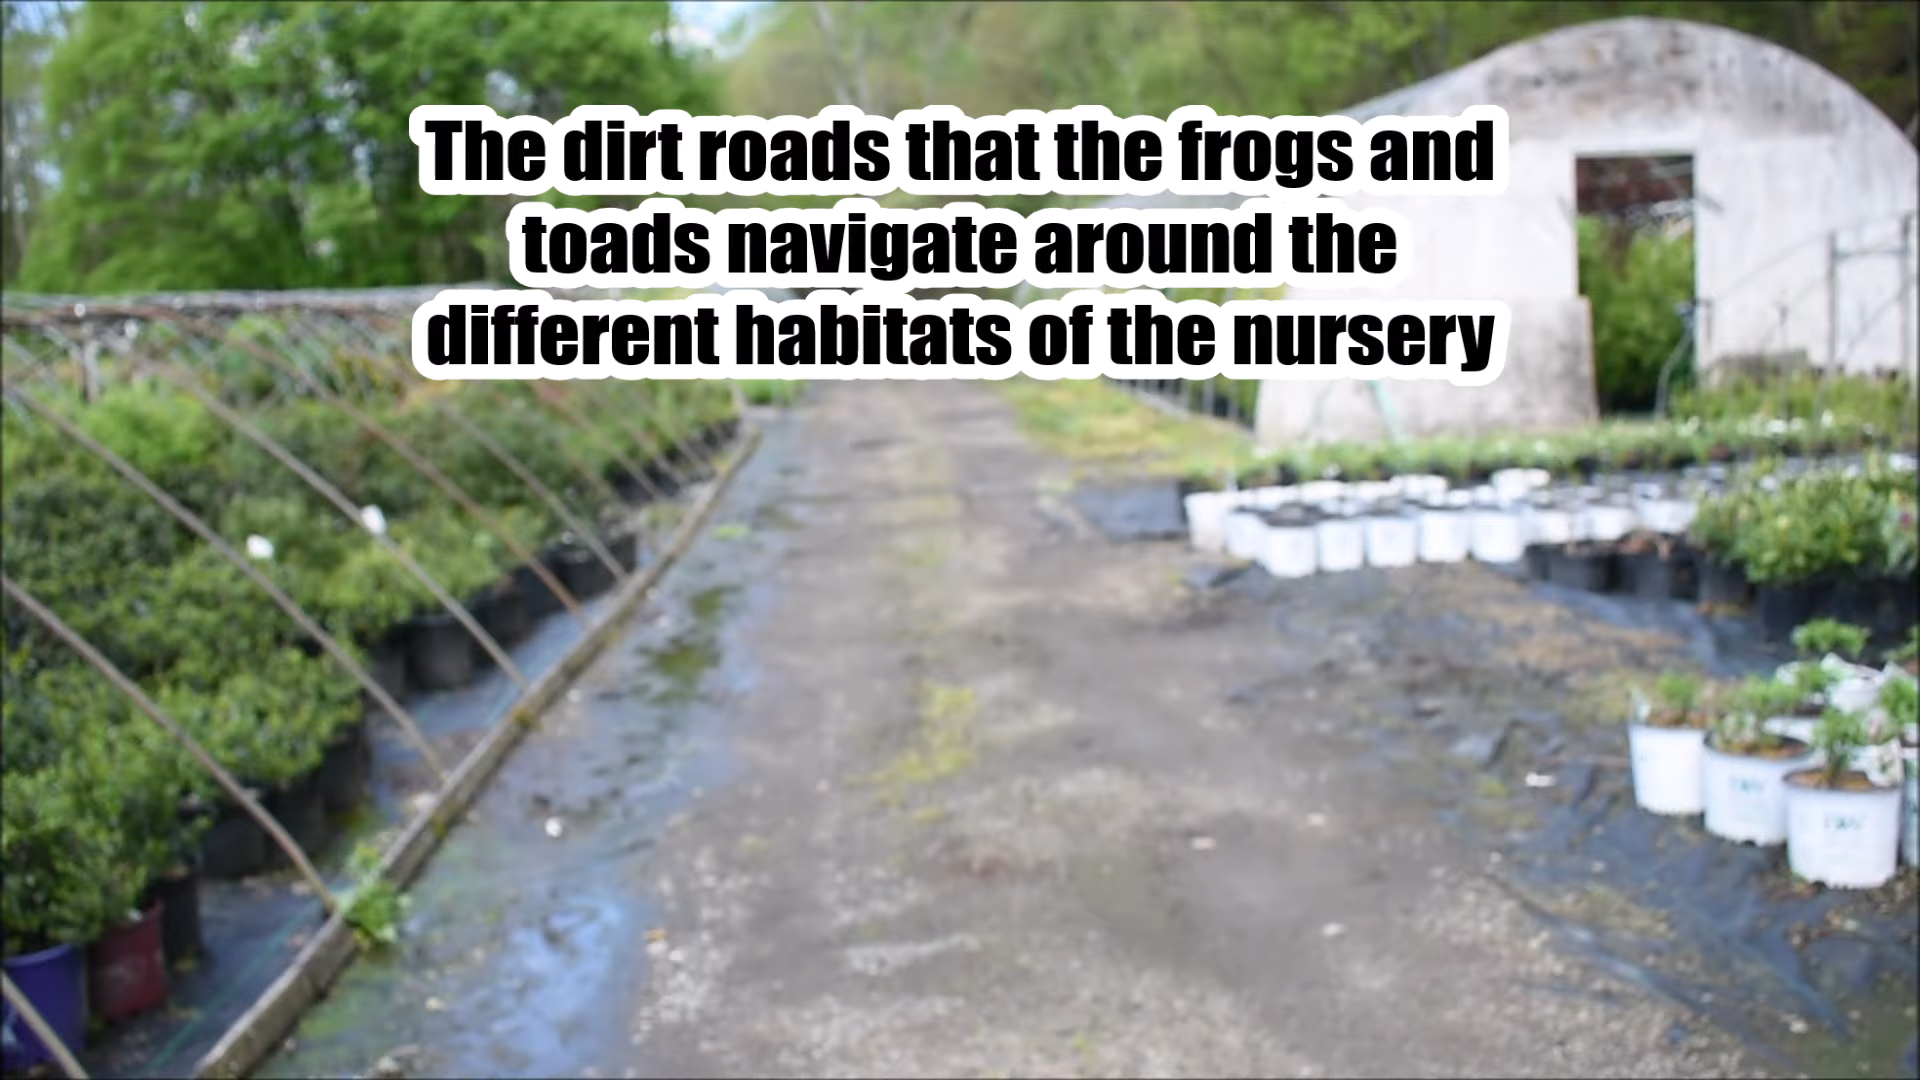 The dirt roads that the frogs and
toads navigate around the
different habitats of the nursery